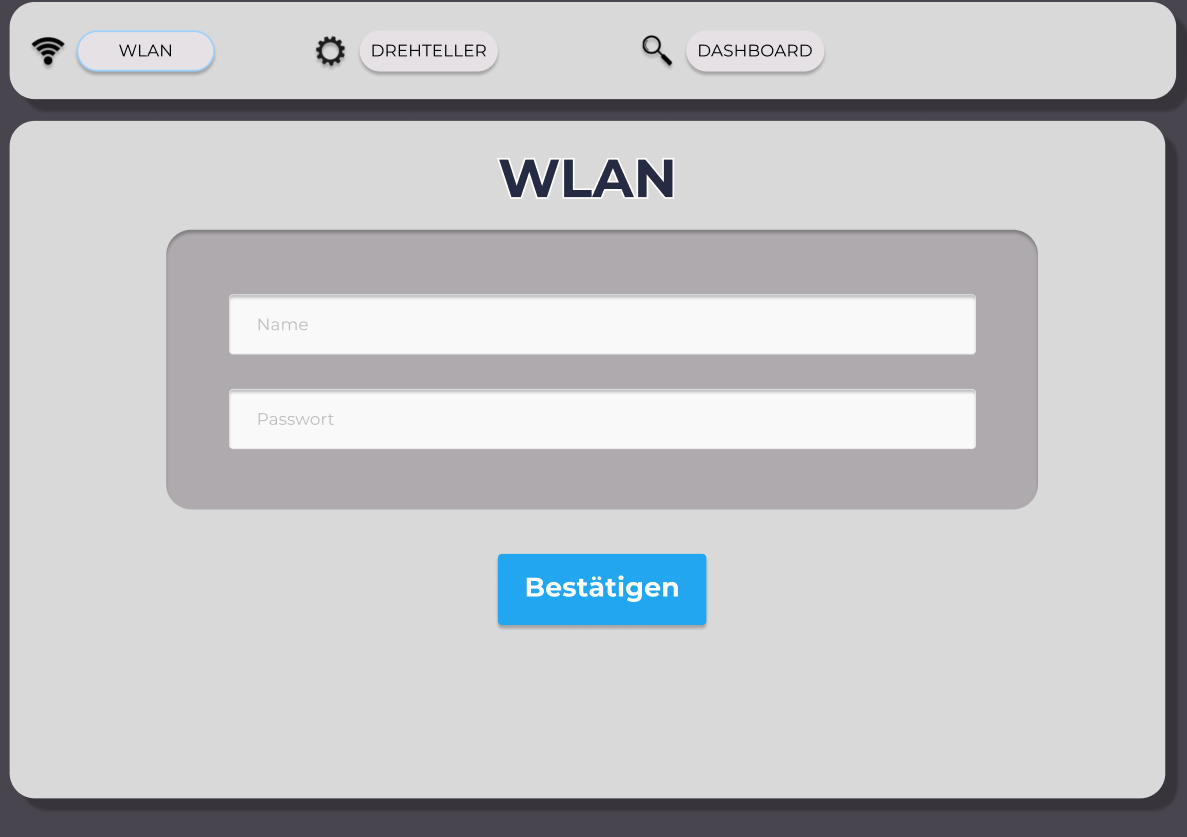 WLAN
DREHTELLER
DASHBOARD
WLAN
Name
Passwort
Bestätigen